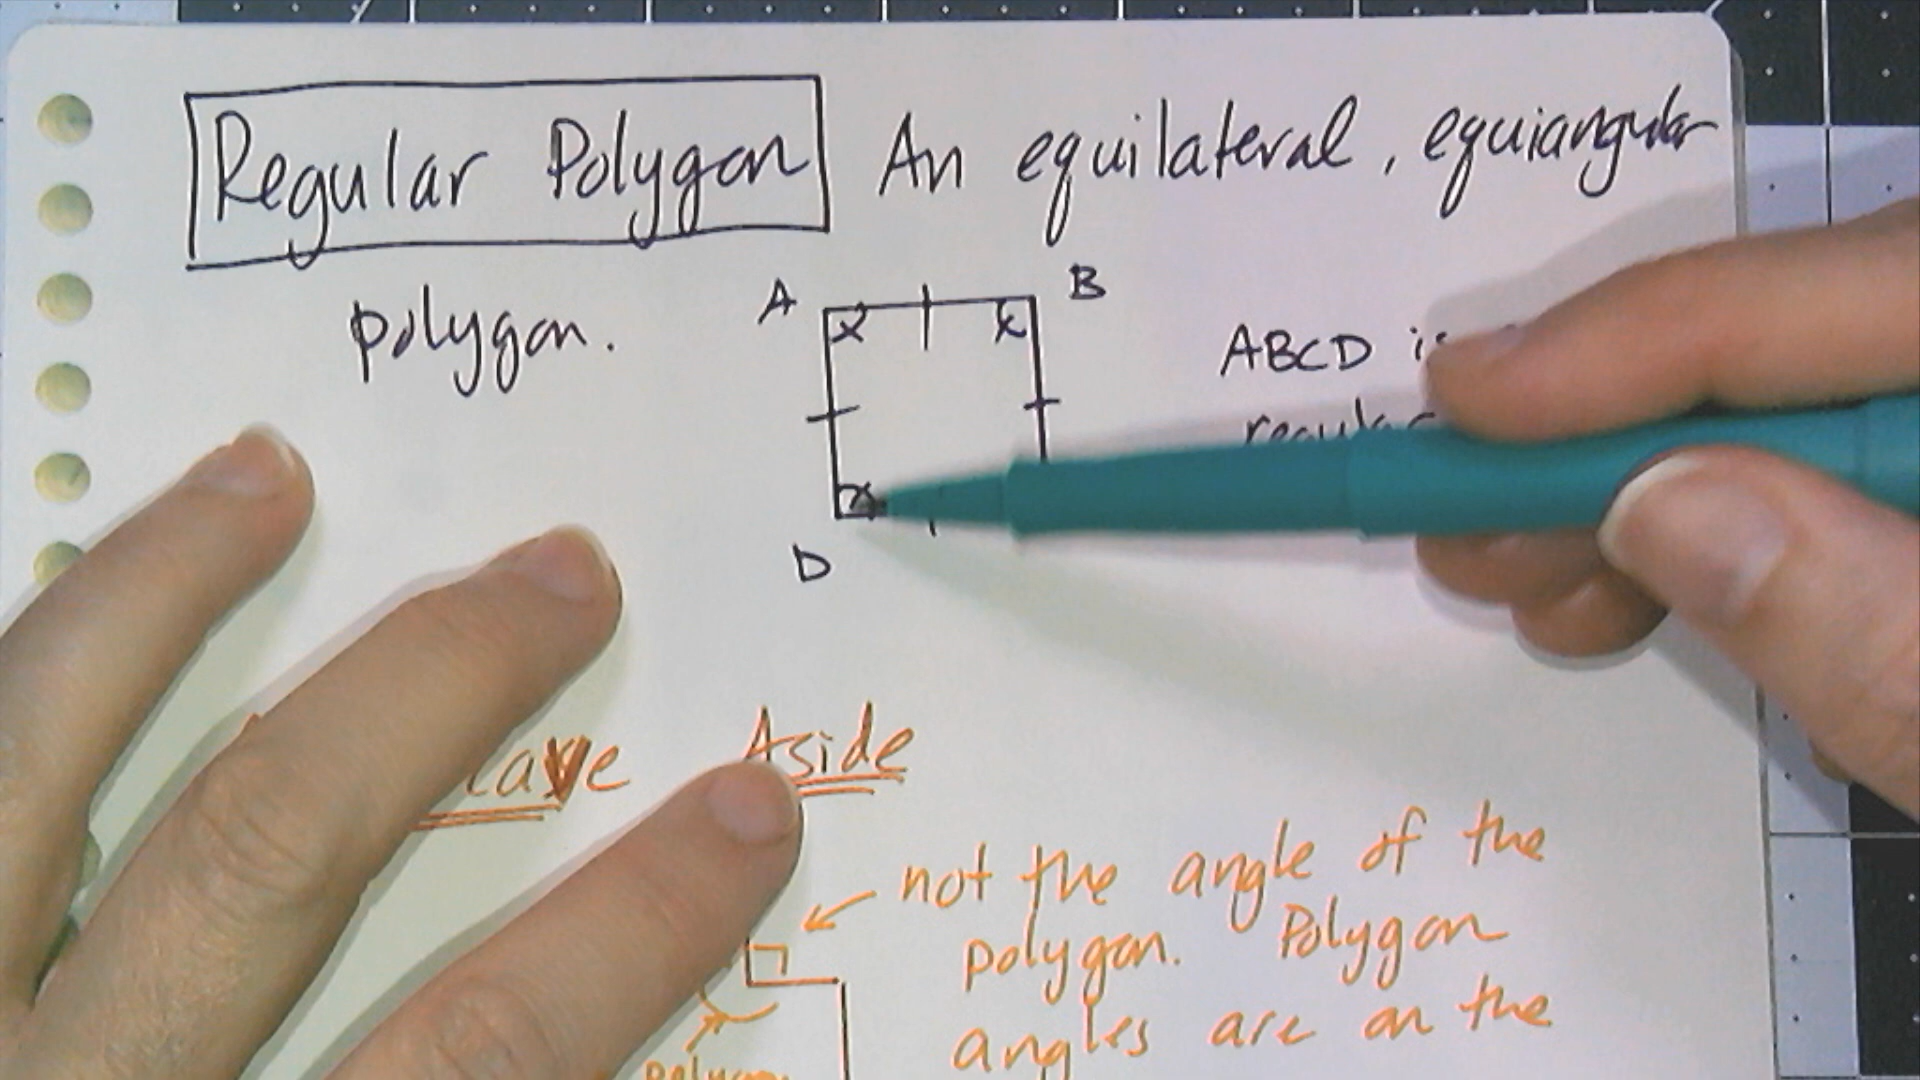 Regular Polygon An equilateral, equiangular
polygon.
A B
ABCD is
regular
x x
x
D
Aside
not the angle of the
polygon. Polygon
angles are on the